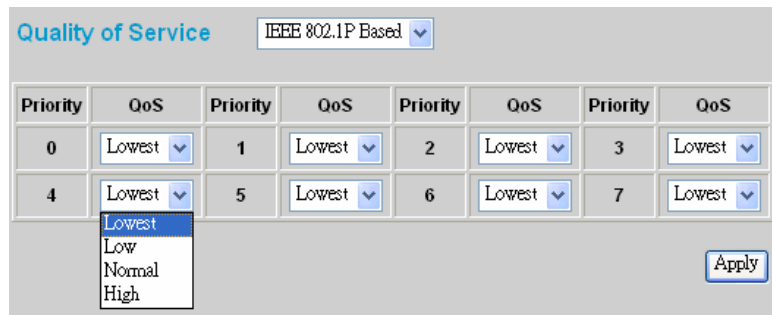 Quality of Service IEEE 802.1P Based
Priority QoS Priority QoS Priority QoS Priority QoS
0 Lowest 1 Lowest 2 Lowest 3 Lowest
4 Lowest 5 Lowest 6 Lowest 7 Lowest
Lowest
Low
Normal
High
Apply